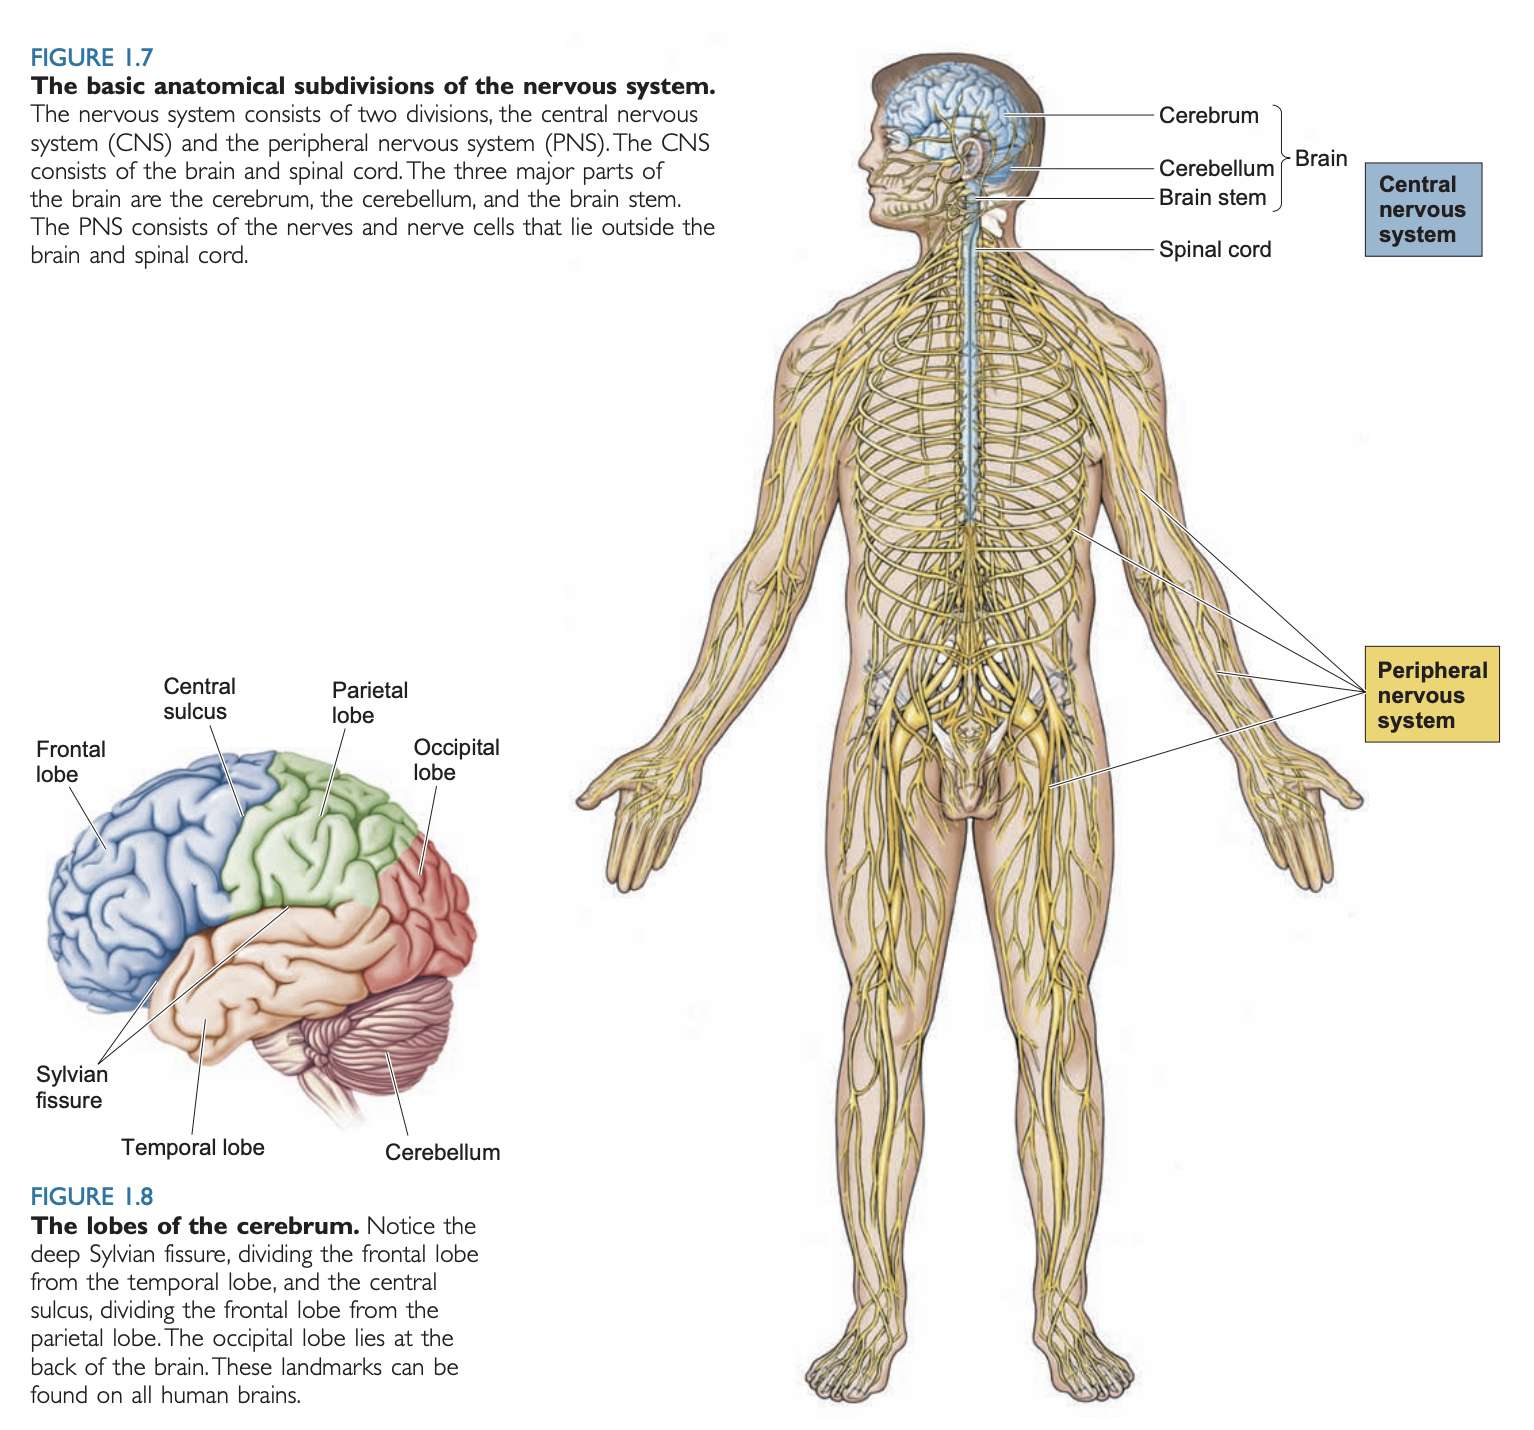 FIGURE 1.7
The basic anatomical subdivisions of the nervous system.
The nervous system consists of two divisions, the central nervous
system (CNS) and the peripheral nervous system (PNS). The CNS
consists of the brain and spinal cord. The three major parts of
the brain are the cerebrum, the cerebellum, and the brain stem.
The PNS consists of the nerves and nerve cells that lie outside the
brain and spinal cord.
Cerebrum
Cerebellum
Brain stem
Brain
Spinal cord
Central
nervous
system
Peripheral
nervous
system
Central
sulcus
Parietal
lobe
Frontal
lobe
Occipital
lobe
Sylvian
fissure
Temporal lobe
Cerebellum
FIGURE 1.8
The lobes of the cerebrum. Notice the
deep Sylvian fissure, dividing the frontal lobe
from the temporal lobe, and the central
sulcus, dividing the frontal lobe from the
parietal lobe. The occipital lobe lies at the
back of the brain. These landmarks can be
found on all human brains.